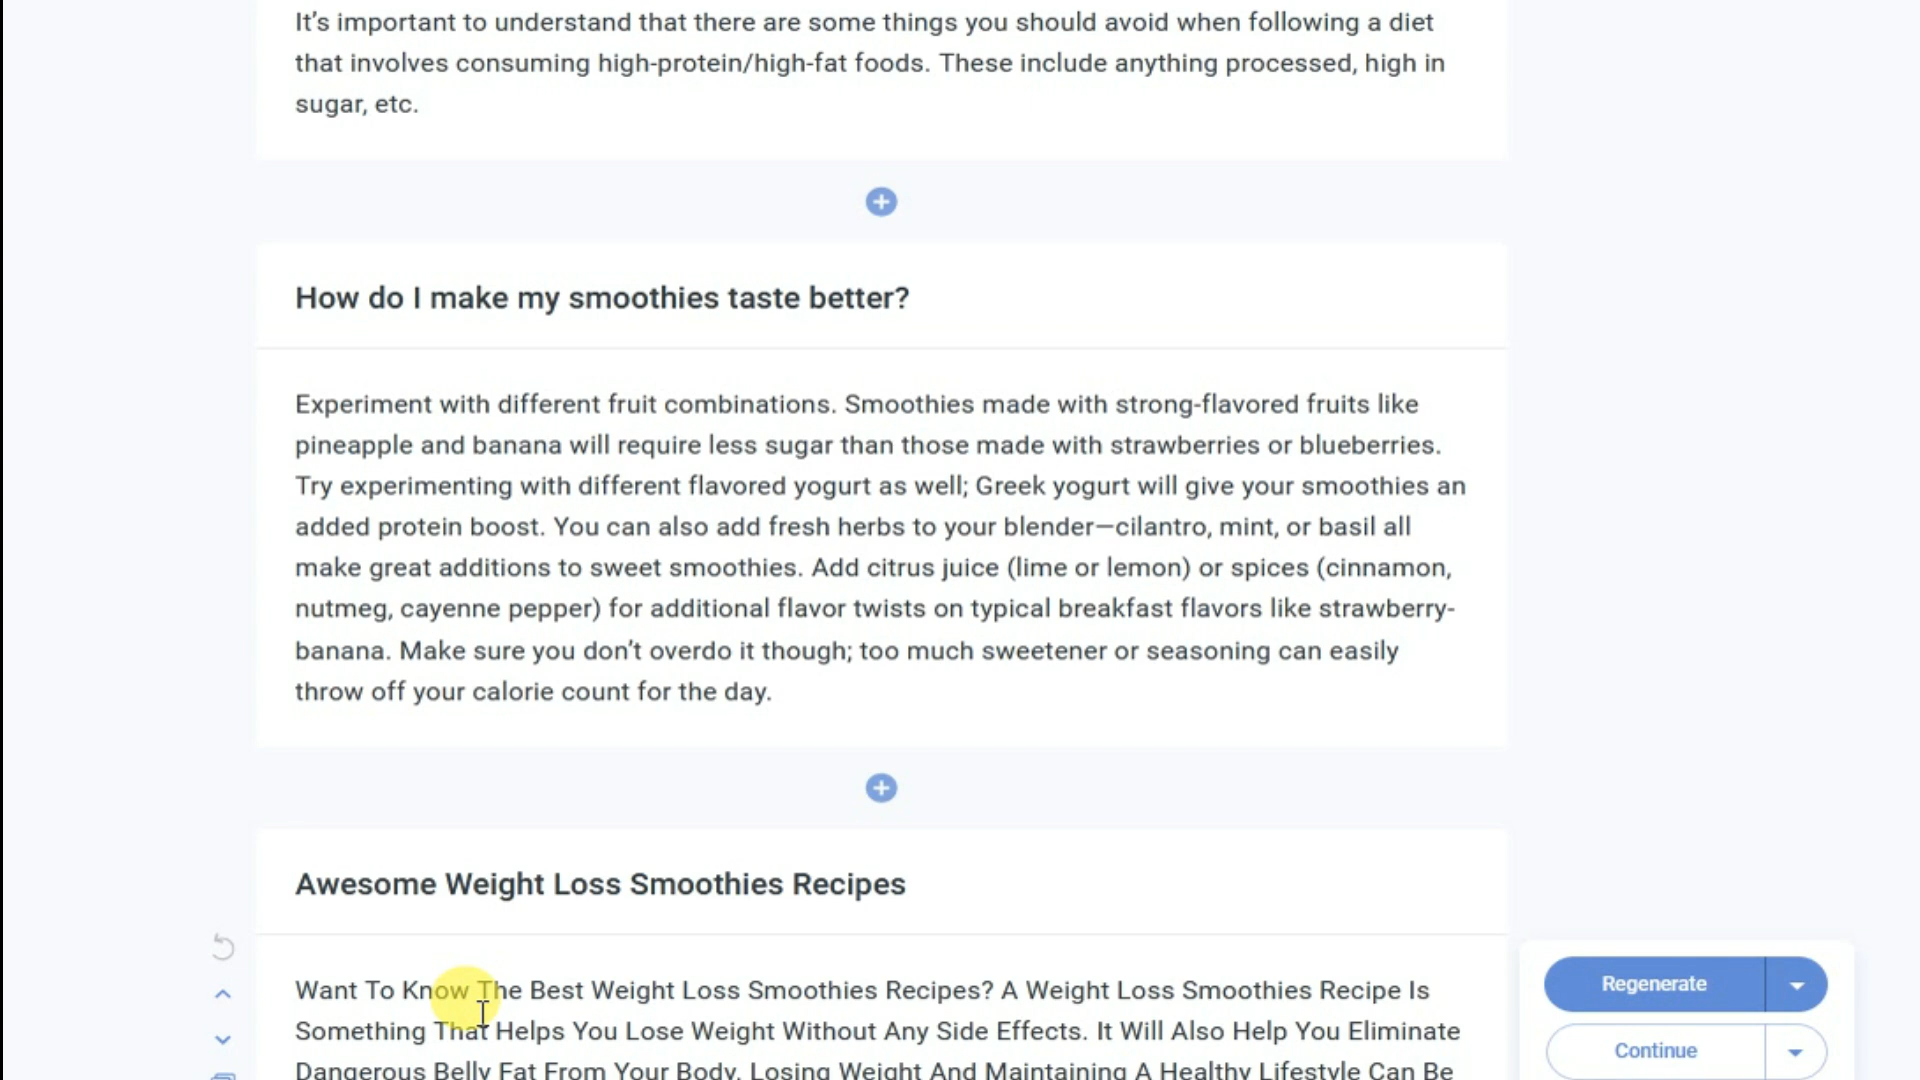 It's important to understand that there are some things you should avoid when following a diet
that involves consuming high-protein/high-fat foods. These include anything processed, high in
sugar, etc.
How do I make my smoothies taste better?
Experiment with different fruit combinations. Smoothies made with strong-flavored fruits like
pineapple and banana will require less sugar than those made with strawberries or blueberries.
Try experimenting with different flavored yogurt as well; Greek yogurt will give your smoothies an
added protein boost. You can also add fresh herbs to your blender—cilantro, mint, or basil all
make great additions to sweet smoothies. Add citrus juice (lime or lemon) or spices (cinnamon,
nutmeg, cayenne pepper) for additional flavor twists on typical breakfast flavors like strawberry-
banana. Make sure you don't overdo it though; too much sweetener or seasoning can easily
throw off your calorie count for the day.
Awesome Weight Loss Smoothies Recipes
Want To Know The Best Weight Loss Smoothies Recipes? A Weight Loss Smoothies Recipe Is
Something That Helps You Lose Weight Without Any Side Effects. It Will Also Help You Eliminate
Dangerous Belly Fat From Your Body. Losing Weight And Maintaining A Healthy Lifestyle Can Be
Regenerate
Continue